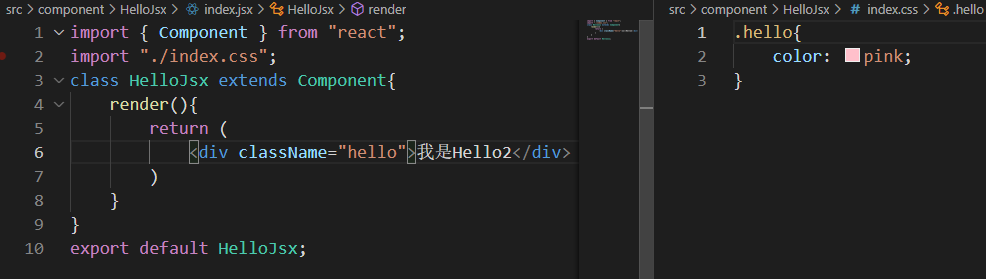 src > component > HelloJsx > index.jsx > HelloJsx > render
1 import { Component } from "react";
2 import "./index.css";
3 class HelloJsx extends Component{
4 render(){
5 return (
6 <div className="hello">我是Hello2</div>
7 )
8 }
9 }
10 export default HelloJsx;
src > component > HelloJsx > # index.css > .hello
1 .hello{
2 color: pink;
3 }